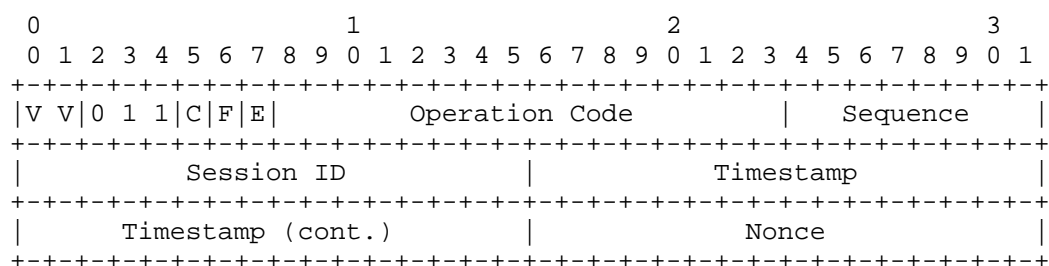 0                   1                   2                   3
 0 1 2 3 4 5 6 7 8 9 0 1 2 3 4 5 6 7 8 9 0 1 2 3 4 5 6 7 8 9 0 1
+-+-+-+-+-+-+-+-+-+-+-+-+-+-+-+-+-+-+-+-+-+-+-+-+-+-+-+-+-+-+-+-+
|V V|0 1 1|C|F|E|        Operation Code         |   Sequence    |
+-+-+-+-+-+-+-+-+-+-+-+-+-+-+-+-+-+-+-+-+-+-+-+-+-+-+-+-+-+-+-+-+
|          Session ID           |           Timestamp           |
+-+-+-+-+-+-+-+-+-+-+-+-+-+-+-+-+-+-+-+-+-+-+-+-+-+-+-+-+-+-+-+-+
|      Timestamp (cont.)        |             Nonce             |
+-+-+-+-+-+-+-+-+-+-+-+-+-+-+-+-+-+-+-+-+-+-+-+-+-+-+-+-+-+-+-+-+